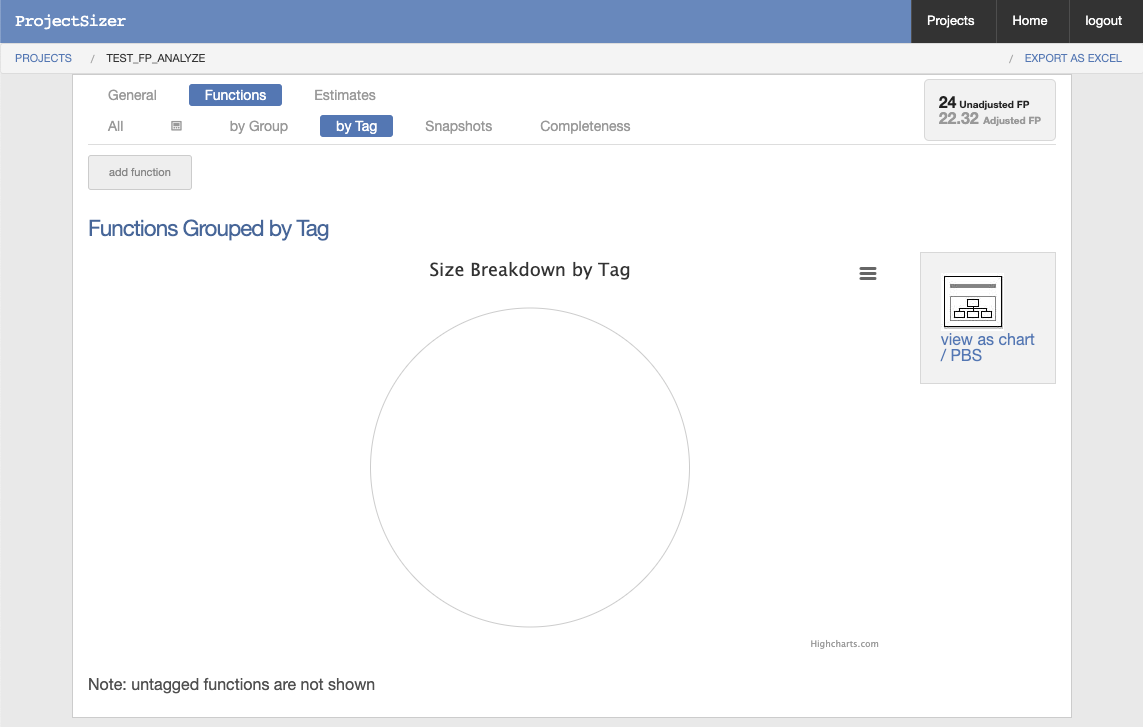 ProjectSizer
Projects
Home
logout
PROJECTS / TEST_FP_ANALYZE
/ EXPORT AS EXCEL
General
Functions
Estimates
24 Unadjusted FP
22.32 Adjusted FP
All
by Group
by Tag
Snapshots
Completeness
add function
Functions Grouped by Tag
Size Breakdown by Tag
view as chart
/ PBS
Highcharts.com
Note: untagged functions are not shown